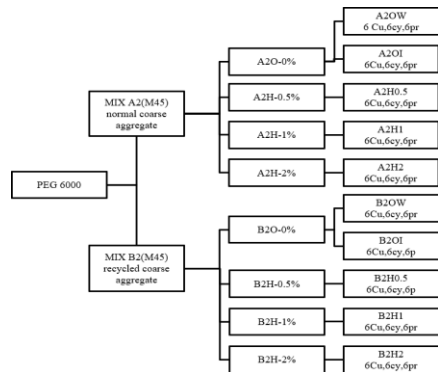 A2OW
6 Cu,6cy,6pr
A2O-0%
A2OI
6Cu,6cy,6pr
MIX A2(M45)
normal coarse
aggregate
A2H-0.5%
A2H0.5
6Cu,6cy,6pr
A2H-1%
A2H1
6Cu,6cy,6pr
A2H-2%
A2H2
6Cu,6cy,6pr
PEG 6000
B2OW
6Cu,6cy,6pr
B2O-0%
B2OI
6Cu,6cy,6p
MIX B2(M45)
recycled coarse
aggregate
B2H-0.5%
B2H0.5
6Cu,6cy,6p
B2H-1%
B2H1
6Cu,6cy,6pr
B2H-2%
B2H2
6Cu,6cy,6pr